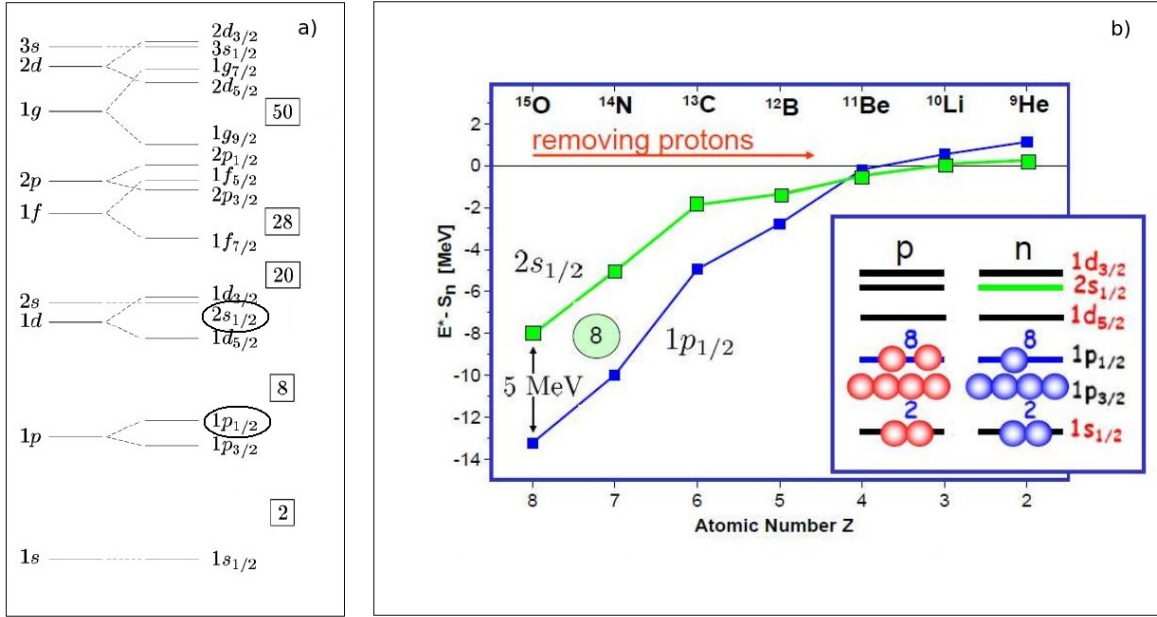 a)
2d3/2
3s
3s1/2
2d
1g7/2
2d5/2
1g
50
1g9/2
2p1/2
2p
1f5/2
2p3/2
1f
28
1f7/2
20
2s
1d3/2
1d
2s1/2
1d5/2
8
1p
1p1/2
1p3/2
2
1s
1s1/2
b)
15O 14N 13C 12B 11Be 10Li 9He
removing protons
E*- Sn [MeV]
2
0
-2
-4
-6
-8
-10
-12
-14
2s1/2
8
1p1/2
5 MeV
8 7 6 5 4 3 2
Atomic Number Z
p n
1d3/2
2s1/2
1d5/2
8 8
1p1/2
1p3/2
2 2
1s1/2